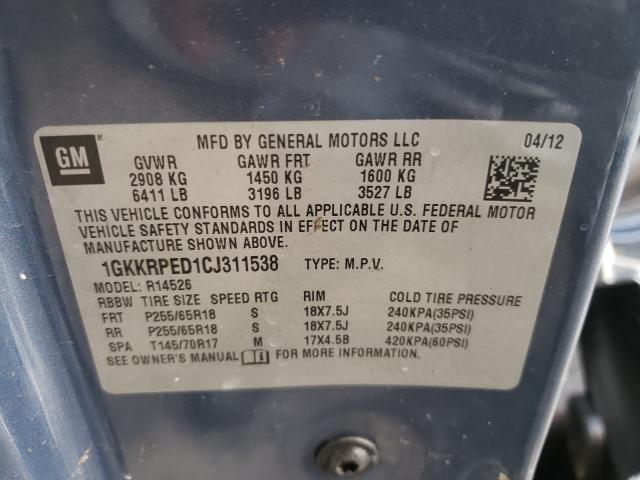 GM
MFD BY GENERAL MOTORS LLC 04/12
GVWR GAWR FRT GAWR RR
2908 KG 1450 KG 1600 KG
6411 LB 3196 LB 3527 LB
THIS VEHICLE CONFORMS TO ALL APPLICABLE U.S. FEDERAL MOTOR
VEHICLE SAFETY STANDARDS IN EFFECT ON THE DATE OF
MANUFACTURE SHOWN ABOVE.
1GKKRPED1CJ311538 TYPE: M.P.V.
MODEL: R14526
RBBW TIRE SIZE SPEED RTG RIM COLD TIRE PRESSURE
FRT P255/65R18 S 18X7.5J 240KPA(35PSI)
RR P255/65R18 S 18X7.5J 240KPA(35PSI)
SPA T145/70R17 M 17X4.5B 420KPA(60PSI)
SEE OWNER'S MANUAL FOR MORE INFORMATION.